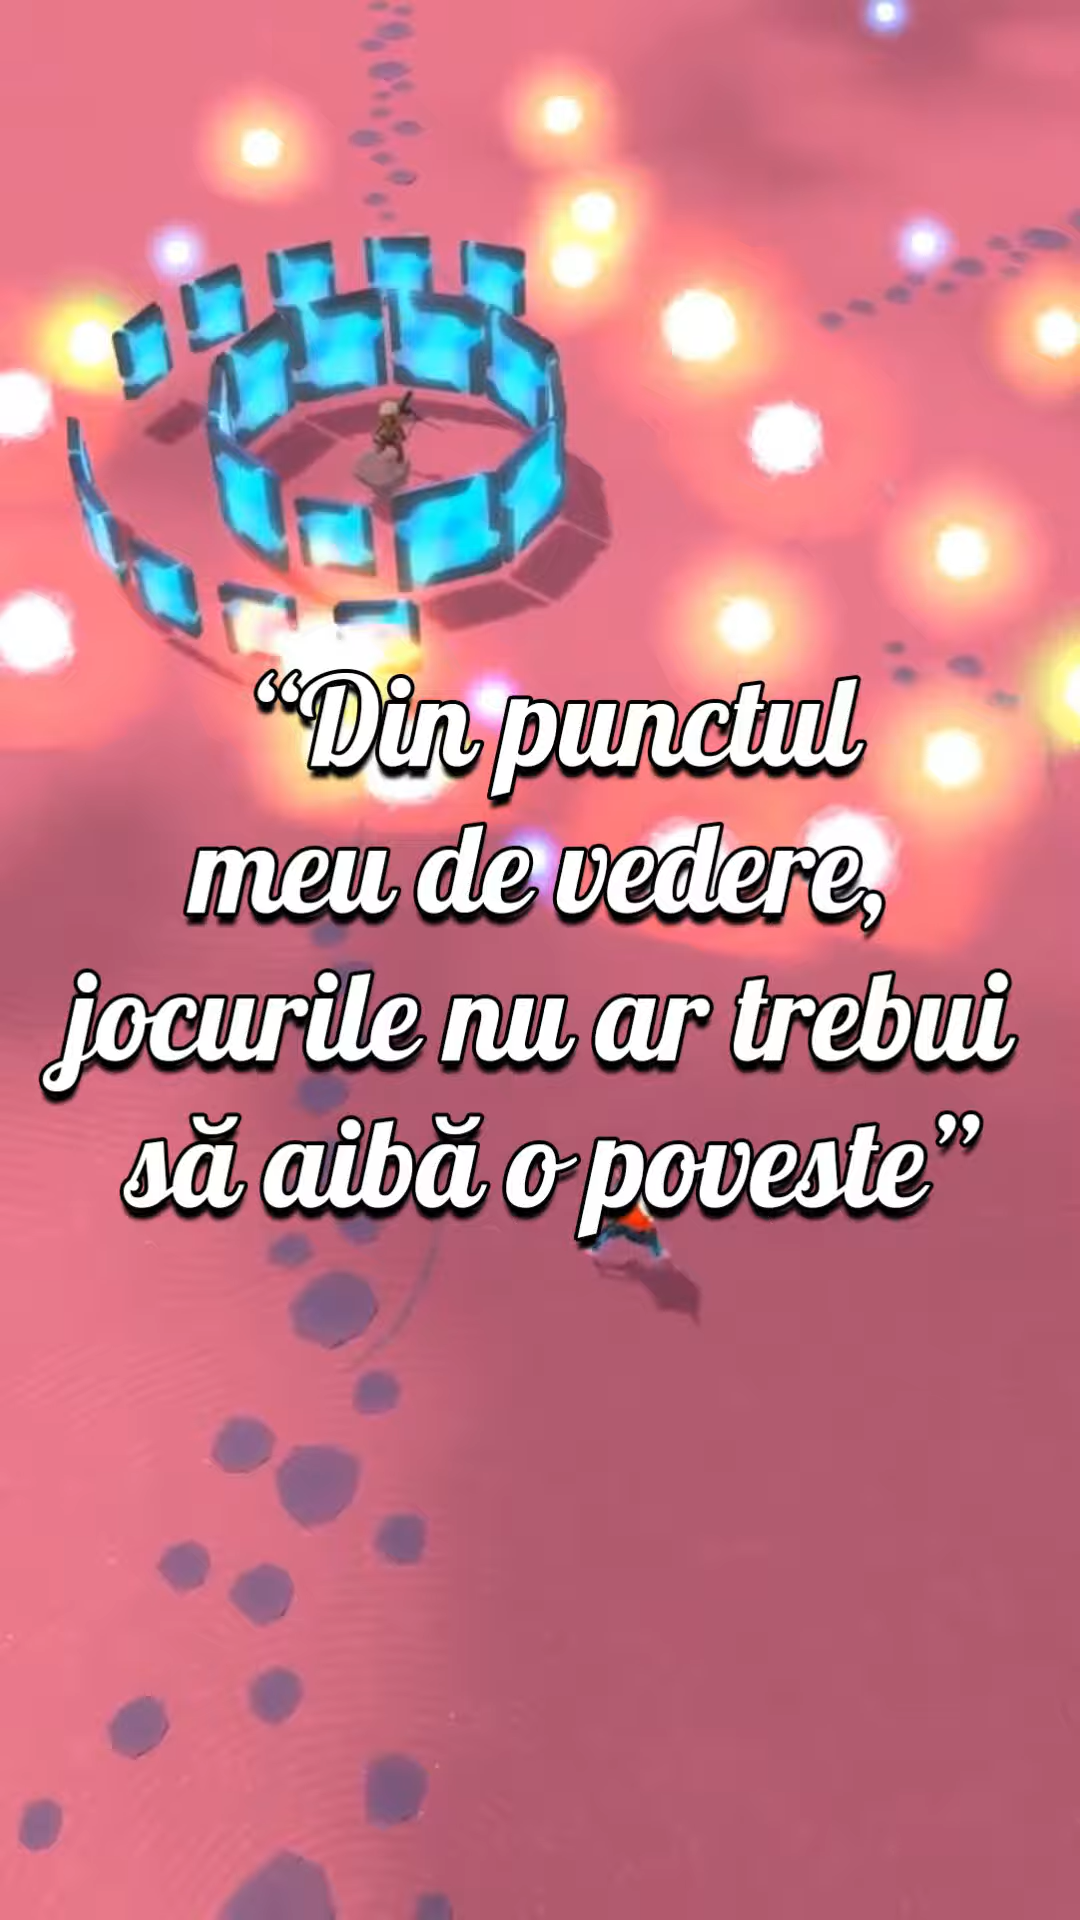 “Din punctul
meu de vedere,
jocurile nu ar trebui
să aibă o poveste”